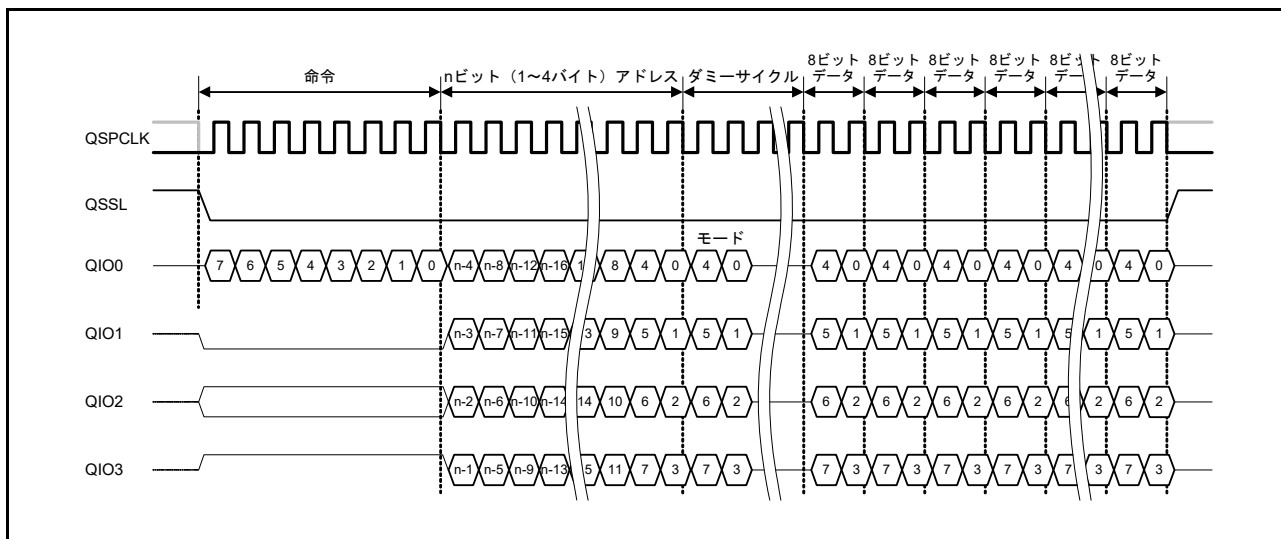 命令
nビット（1～4バイト）アドレス
ダミーサイクル
8ビット
データ
8ビット
データ
8ビット
データ
8ビット
データ
8ビット
データ
8ビット
データ
QSPCLK
QSSL
モード
QIO0 7 6 5 4 3 2 1 0 n-4 n-8 n-12 n-16 1 8 4 0 4 0 4 0 4 0 4 0 4 0 4 0 4 0
QIO1 n-3 n-7 n-11 n-15 3 9 5 1 5 1 5 1 5 1 5 1 5 1 5 1 5 1
QIO2 n-2 n-6 n-10 n-14 14 10 6 2 6 2 6 2 6 2 6 2 6 2 6 2 6 2
QIO3 n-1 n-5 n-9 n-13 5 11 7 3 7 3 7 3 7 3 7 3 7 3 7 3 7 3